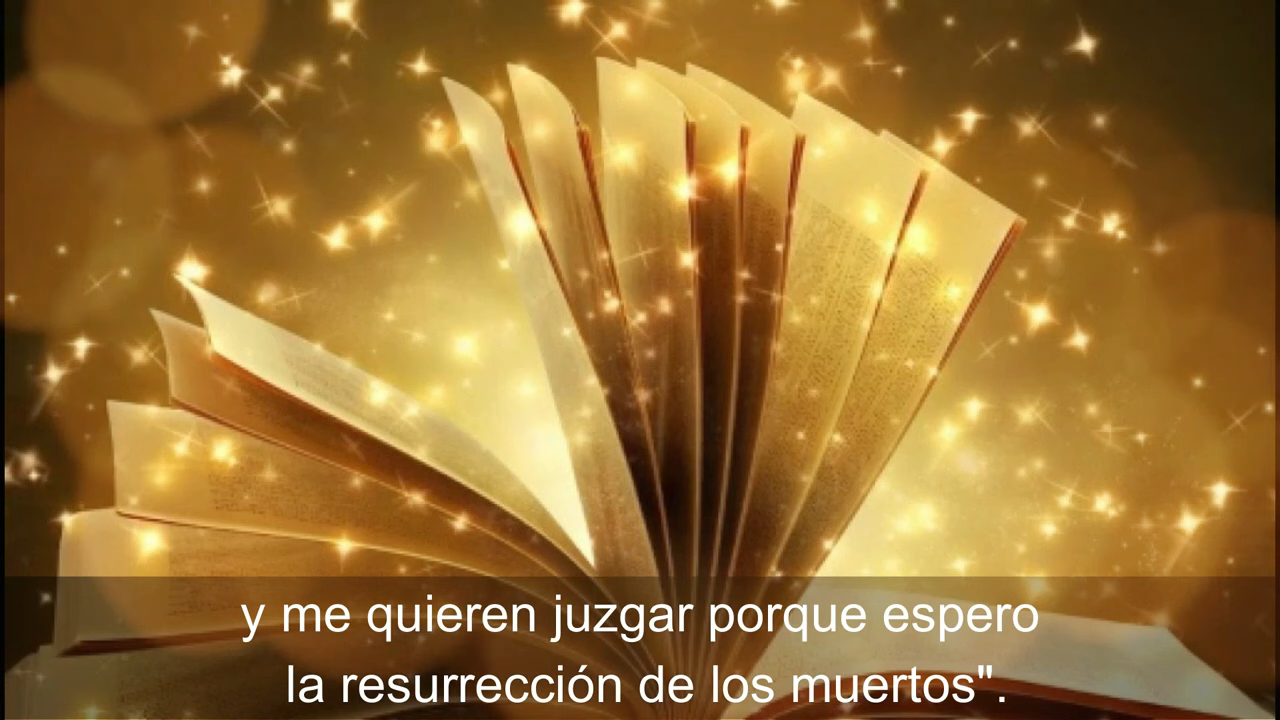 y me quieren juzgar porque espero
la resurrección de los muertos".